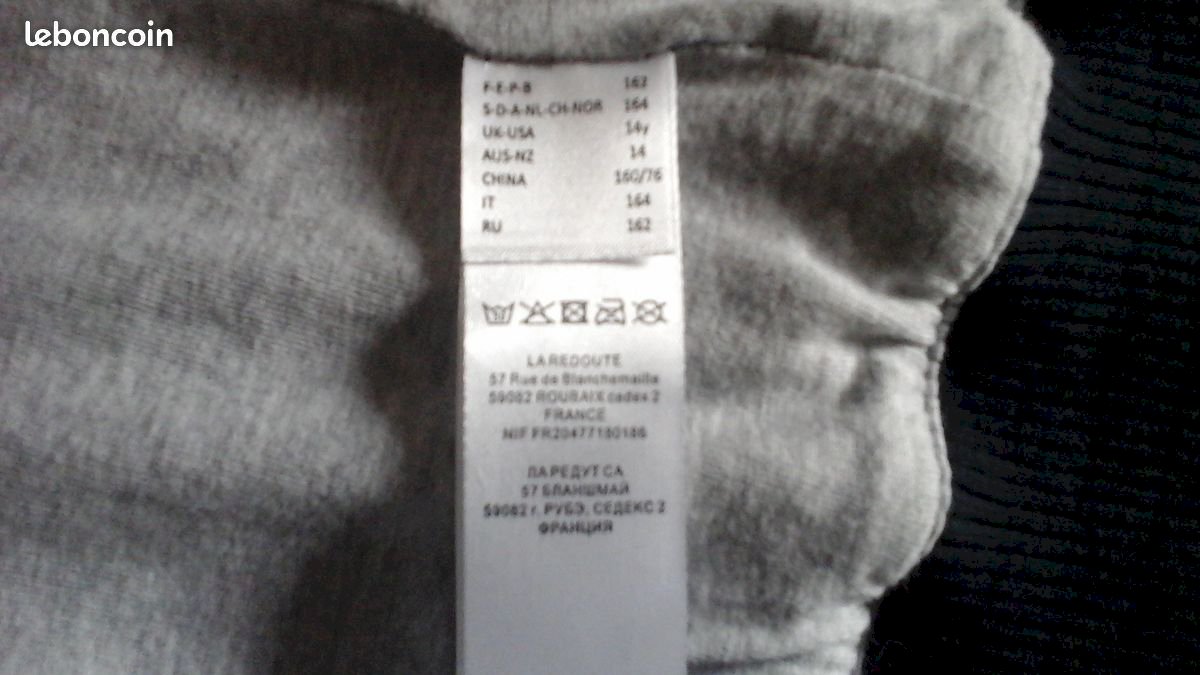 leboncoin
F-E-P-B 162
S-D-A-NL-CH-NOR 164
UK-USA 14y
AUS-NZ 14
CHINA 160/76
IT 164
RU 162
LA REDOUTE
57 Rue de Blanchemaille
59082 ROUBAIX cedex 2
FRANCE
NIF FR20477180186
ЛА РЕДУТ СА
57 БЛАНШМАЙ
59082 г. РУБЭ, СЕДЕКС 2
ФРАНЦИЯ